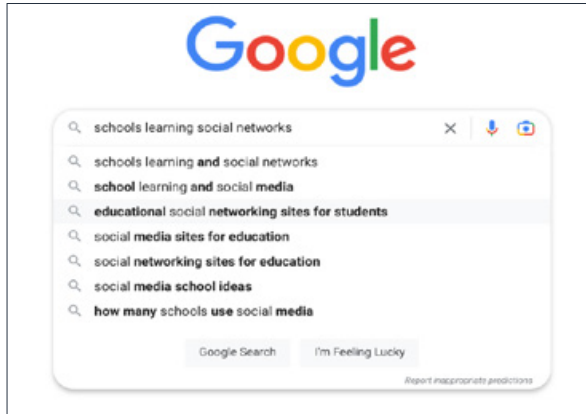 Google
schools learning social networks
schools learning and social networks
school learning and social media
educational social networking sites for students
social media sites for education
social networking sites for education
social media school ideas
how many schools use social media
Google Search I'm Feeling Lucky
Report inappropriate predictions